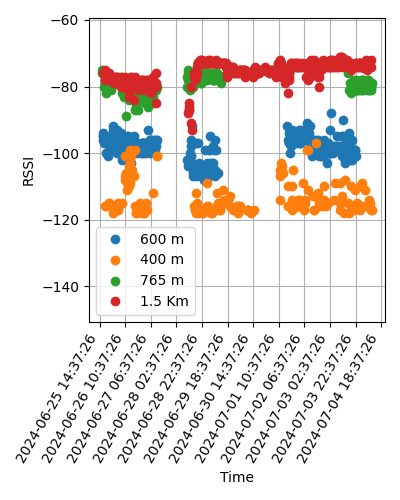 −60
−80
−100
−120
−140
RSSI
600 m
400 m
765 m
1.5 Km
2024-06-25 14:37:26
2024-06-26 10:37:26
2024-06-27 06:37:26
2024-06-28 02:37:26
2024-06-28 22:37:26
2024-06-29 18:37:26
2024-06-30 14:37:26
2024-07-01 10:37:26
2024-07-02 06:37:26
2024-07-03 02:37:26
2024-07-03 22:37:26
2024-07-04 18:37:26
Time